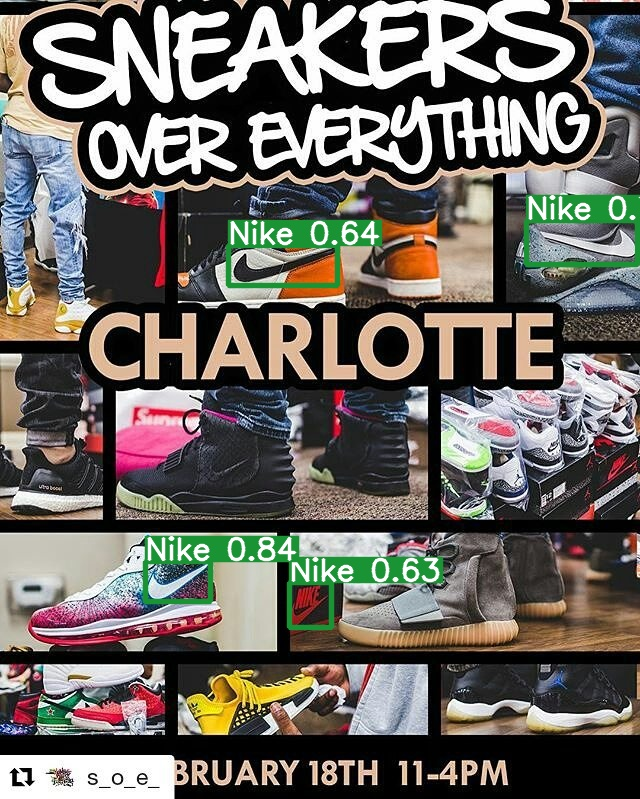 SNEAKERS
OVER EVERYTHING
Nike 0.64
Nike 0.
CHARLOTTE
ultra boost
Nike 0.84
Nike 0.63
NIKE
s_o_e_
BRUARY 18TH 11-4PM